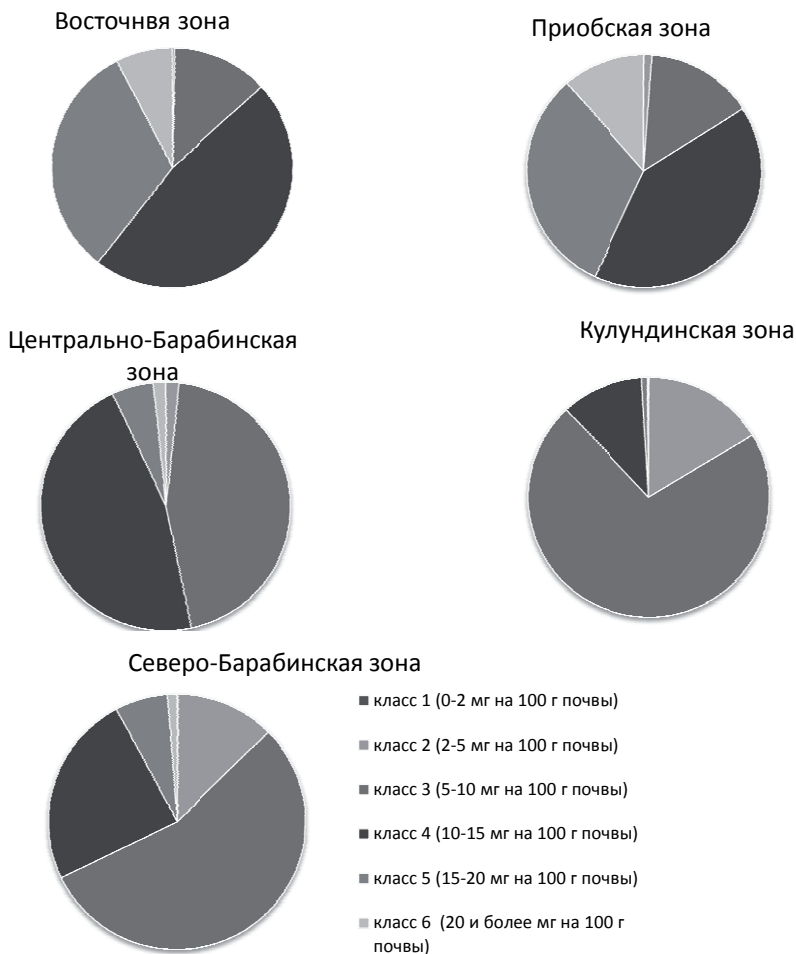 Восточнвя зона
Приобская зона
Центрально-Барабинская
зона
Кулундинская зона
Северо-Барабинская зона
класс 1 (0-2 мг на 100 г почвы)
класс 2 (2-5 мг на 100 г почвы)
класс 3 (5-10 мг на 100 г почвы)
класс 4 (10-15 мг на 100 г почвы)
класс 5 (15-20 мг на 100 г почвы)
класс 6 (20 и более мг на 100 г
почвы)